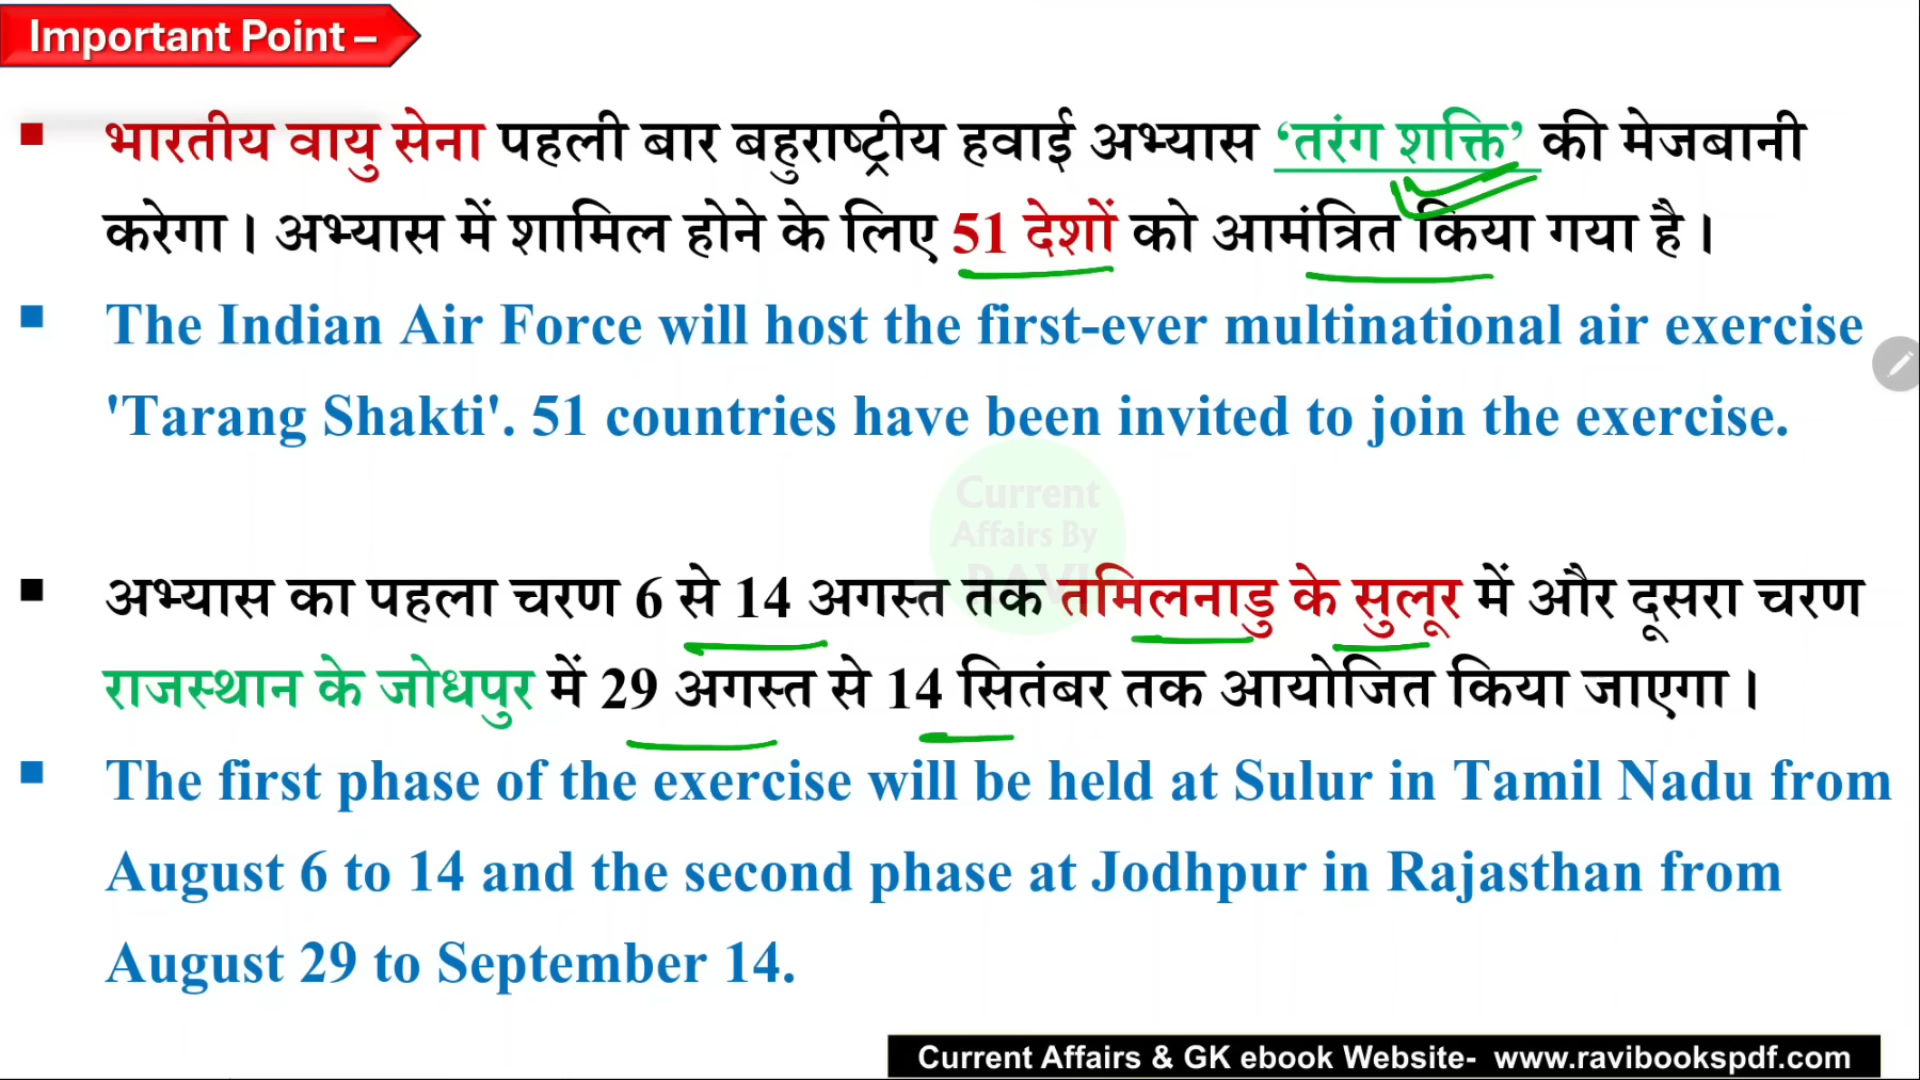 Important Point –
भारतीय वायु सेना पहली बार बहुराष्ट्रीय हवाई अभ्यास ‘तरंग शक्ति’ की मेजबानी
करेगा। अभ्यास में शामिल होने के लिए 51 देशों को आमंत्रित किया गया है।
The Indian Air Force will host the first-ever multinational air exercise
'Tarang Shakti'. 51 countries have been invited to join the exercise.
Current
Affairs By
RAVI
अभ्यास का पहला चरण 6 से 14 अगस्त तक तमिलनाडु के सुलूर में और दूसरा चरण
राजस्थान के जोधपुर में 29 अगस्त से 14 सितंबर तक आयोजित किया जाएगा।
The first phase of the exercise will be held at Sulur in Tamil Nadu from
August 6 to 14 and the second phase at Jodhpur in Rajasthan from
August 29 to September 14.
Current Affairs & GK ebook Website- www.ravibookspdf.com